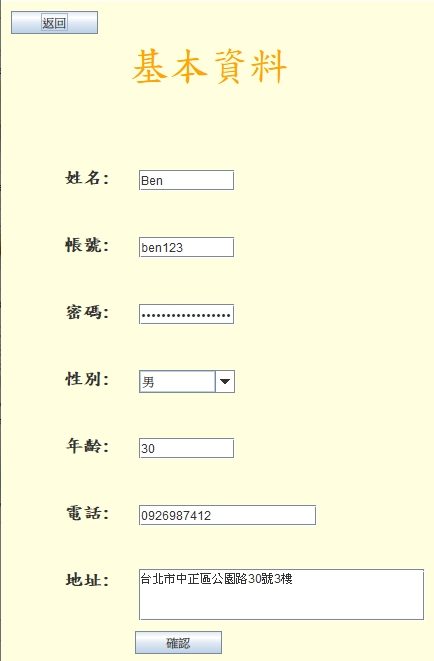 返回
基本資料
姓名: Ben
帳號: ben123
密碼: ••••••••••••••••••
性別: 男
年齡: 30
電話: 0926987412
地址: 台北市中正區公園路30號3樓
確認